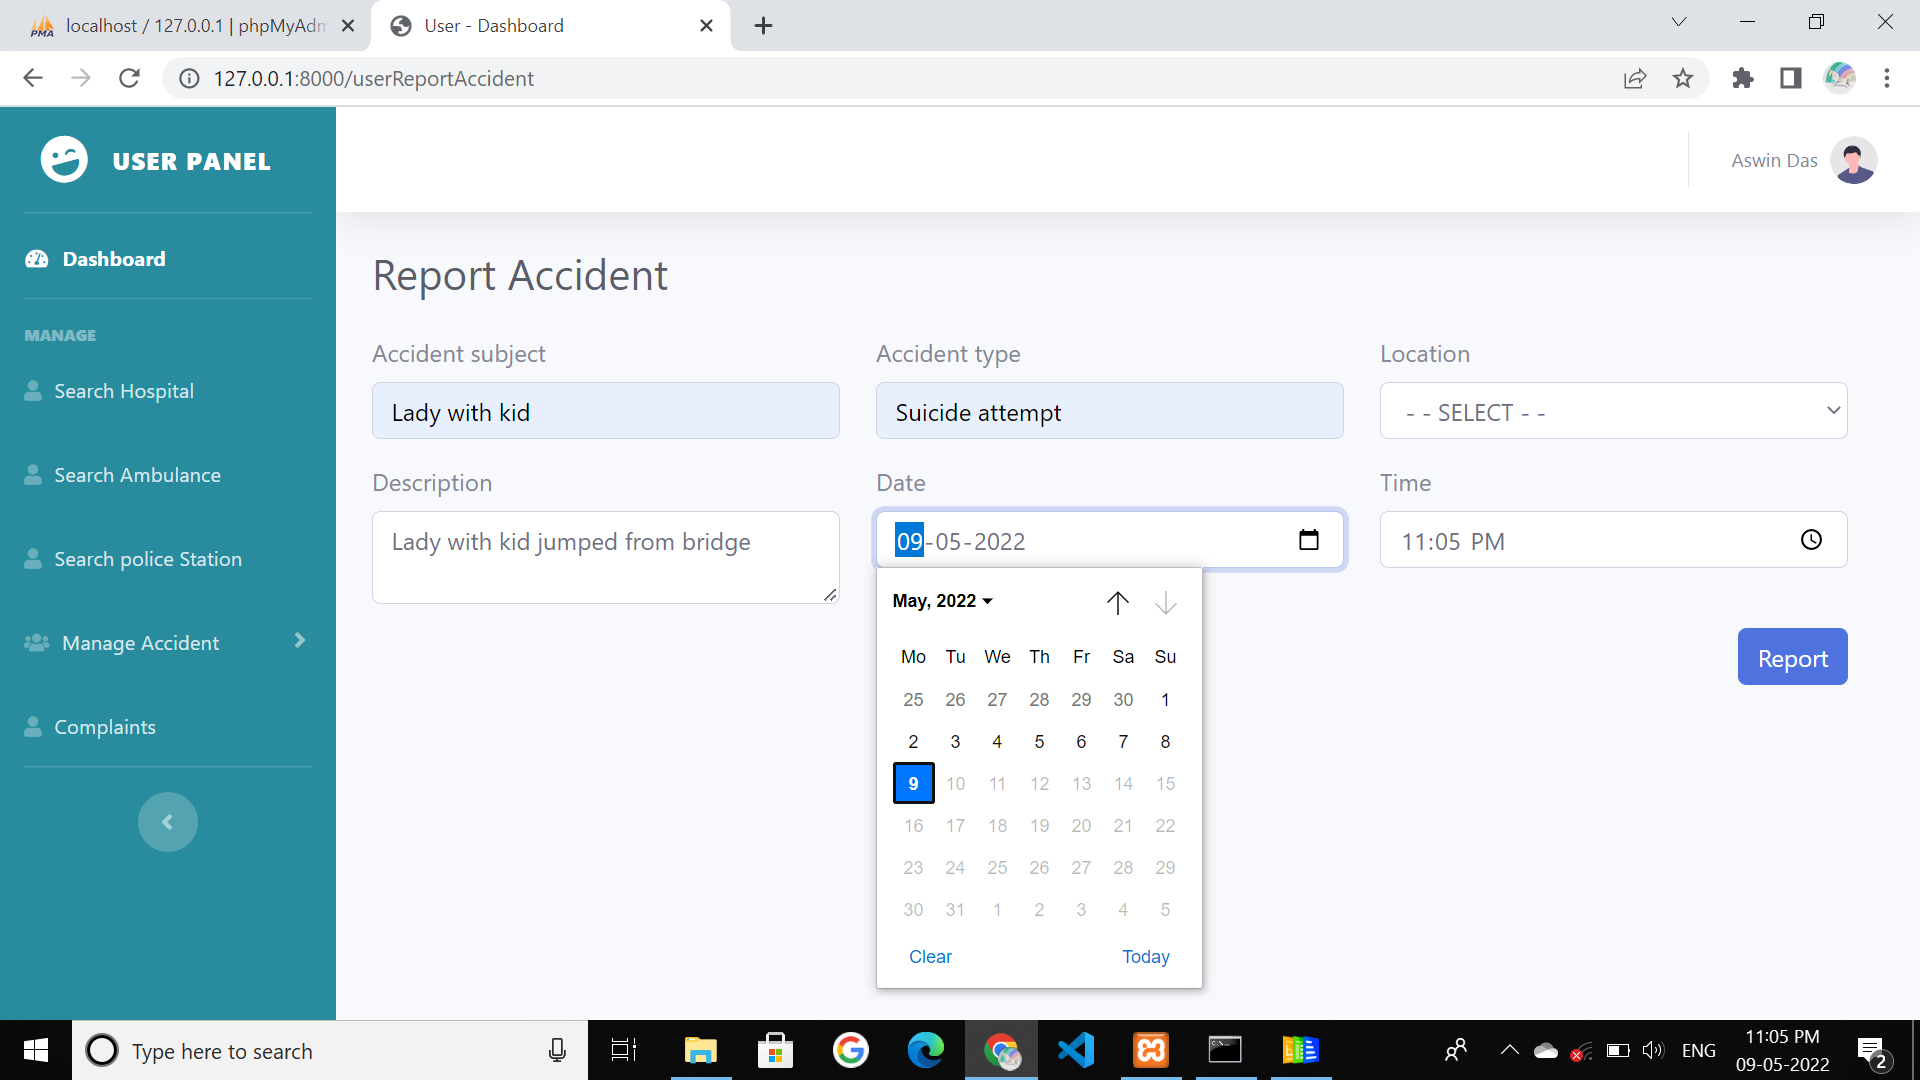 localhost / 127.0.0.1 | phpMyAdm
User - Dashboard
127.0.0.1:8000/userReportAccident
USER PANEL
Aswin Das
Dashboard
MANAGE
Search Hospital
Search Ambulance
Search police Station
Manage Accident
Complaints
Report Accident
Accident subject
Accident type
Location
Lady with kid
Suicide attempt
- - SELECT - -
Description
Date
Time
Lady with kid jumped from bridge
09-05-2022
11:05 PM
May, 2022
Mo Tu We Th Fr Sa Su
25 26 27 28 29 30 1
2 3 4 5 6 7 8
9 10 11 12 13 14 15
16 17 18 19 20 21 22
23 24 25 26 27 28 29
30 31 1 2 3 4 5
Clear
Today
Report
Type here to search
ENG
11:05 PM
09-05-2022
2